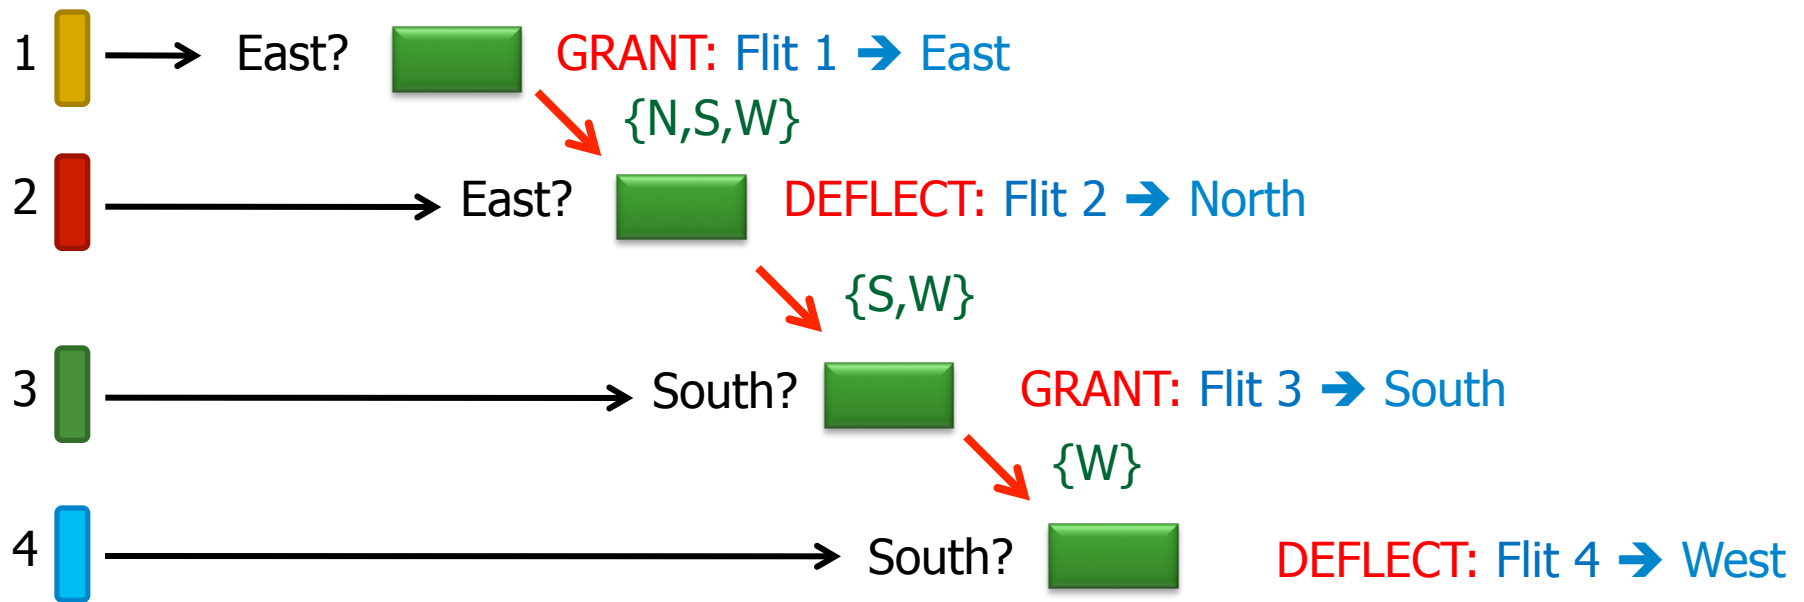 1 East? GRANT: Flit 1 ➔ East
{N,S,W}
2 East? DEFLECT: Flit 2 ➔ North
{S,W}
3 South? GRANT: Flit 3 ➔ South
{W}
4 South? DEFLECT: Flit 4 ➔ West